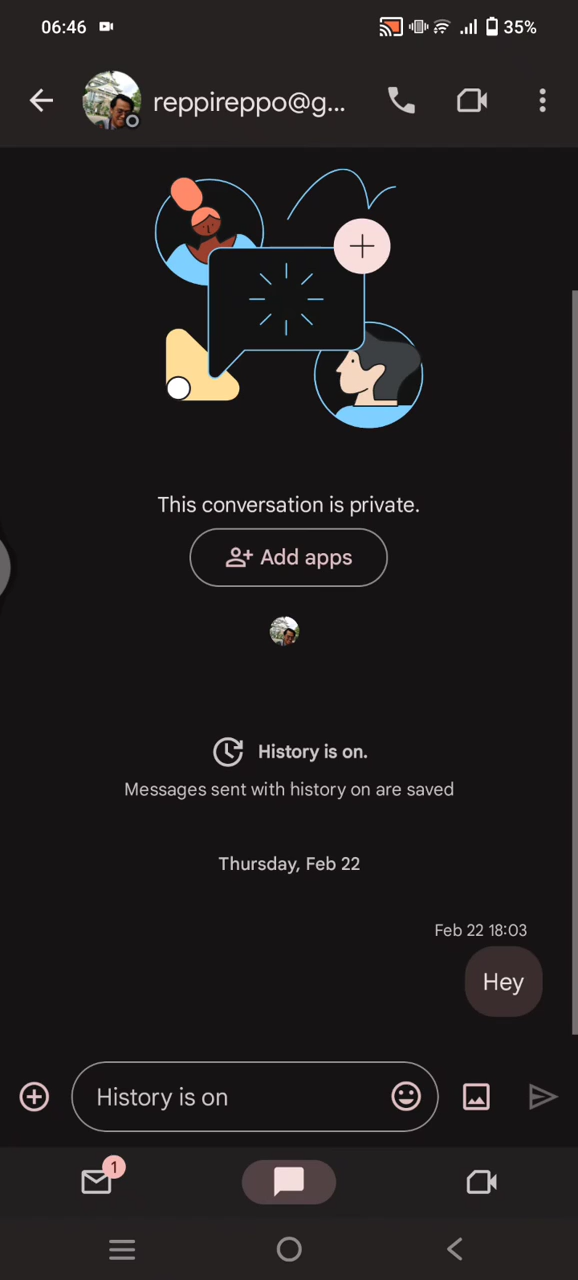 06:46 35%
reppireppo@g...
This conversation is private.
Add apps
History is on.
Messages sent with history on are saved
Thursday, Feb 22
Feb 22 18:03
Hey
History is on
1